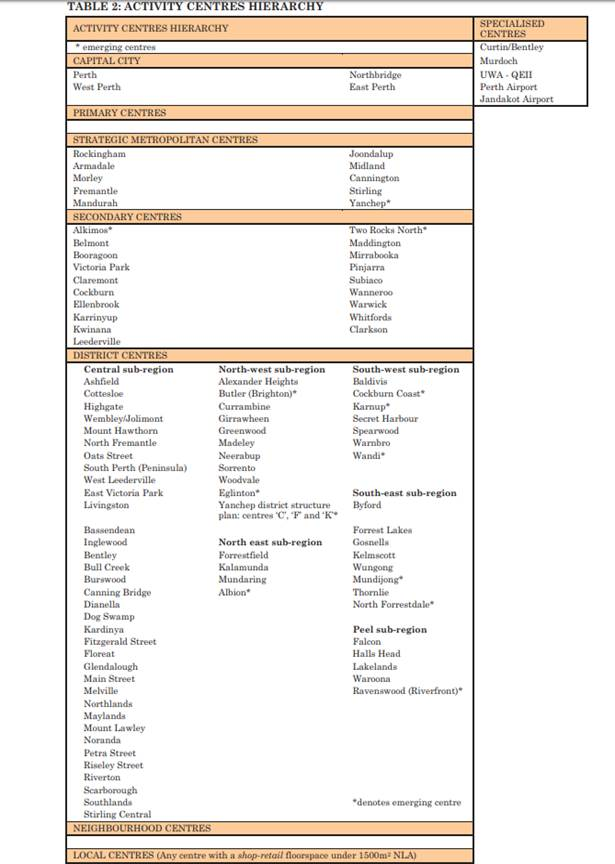 TABLE 2: ACTIVITY CENTRES HIERARCHY
ACTIVITY CENTRES HIERARCHY
* emerging centres
CAPITAL CITY
Perth Northbridge
West Perth East Perth
PRIMARY CENTRES
STRATEGIC METROPOLITAN CENTRES
Rockingham Joondalup
Armadale Midland
Morley Cannington
Fremantle Stirling
Mandurah Yanchep*
SECONDARY CENTRES
Alkimos* Two Rocks North*
Belmont Maddington
Booragoon Mirrabooka
Victoria Park Pinjarra
Claremont Subiaco
Cockburn Wanneroo
Ellenbrook Warwick
Karrinyup Whitfords
Kwinana Clarkson
Leederville
DISTRICT CENTRES
Central sub-region North-west sub-region South-west sub-region
Ashfield Alexander Heights Baldivis
Cottesloe Butler (Brighton)* Cockburn Coast*
Highgate Currambine Karnup*
Wembley/Jolimont Girrawheen Secret Harbour
Mount Hawthorn Greenwood Spearwood
North Fremantle Madeley Warnbro
Oats Street Neerabup Wandi*
South Perth (Peninsula) Sorrento
West Leederville Woodvale
East Victoria Park Eglinton* South-east sub-region
Livingston Yanchep district structure Byford
plan: centres 'C', 'F' and 'K'*
Bassendean Forrest Lakes
Inglewood North east sub-region Gosnells
Bentley Forrestfield Kelmscott
Bull Creek Kalamunda Wungong
Burswood Mundaring Mundijong*
Canning Bridge Albion* Thornlie
Dianella North Forrestdale*
Dog Swamp
Kardinya Peel sub-region
Fitzgerald Street Falcon
Floreat Halls Head
Glendalough Lakelands
Main Street Waroona
Melville Ravenswood (Riverfront)*
Northlands
Maylands
Mount Lawley
Noranda
Petra Street
Riseley Street
Riverton
Scarborough
Southlands *denotes emerging centre
Stirling Central
NEIGHBOURHOOD CENTRES
LOCAL CENTRES (Any centre with a shop-retail floorspace under 1500m² NLA)
SPECIALISED
CENTRES
Curtin/Bentley
Murdoch
UWA - QEII
Perth Airport
Jandakot Airport